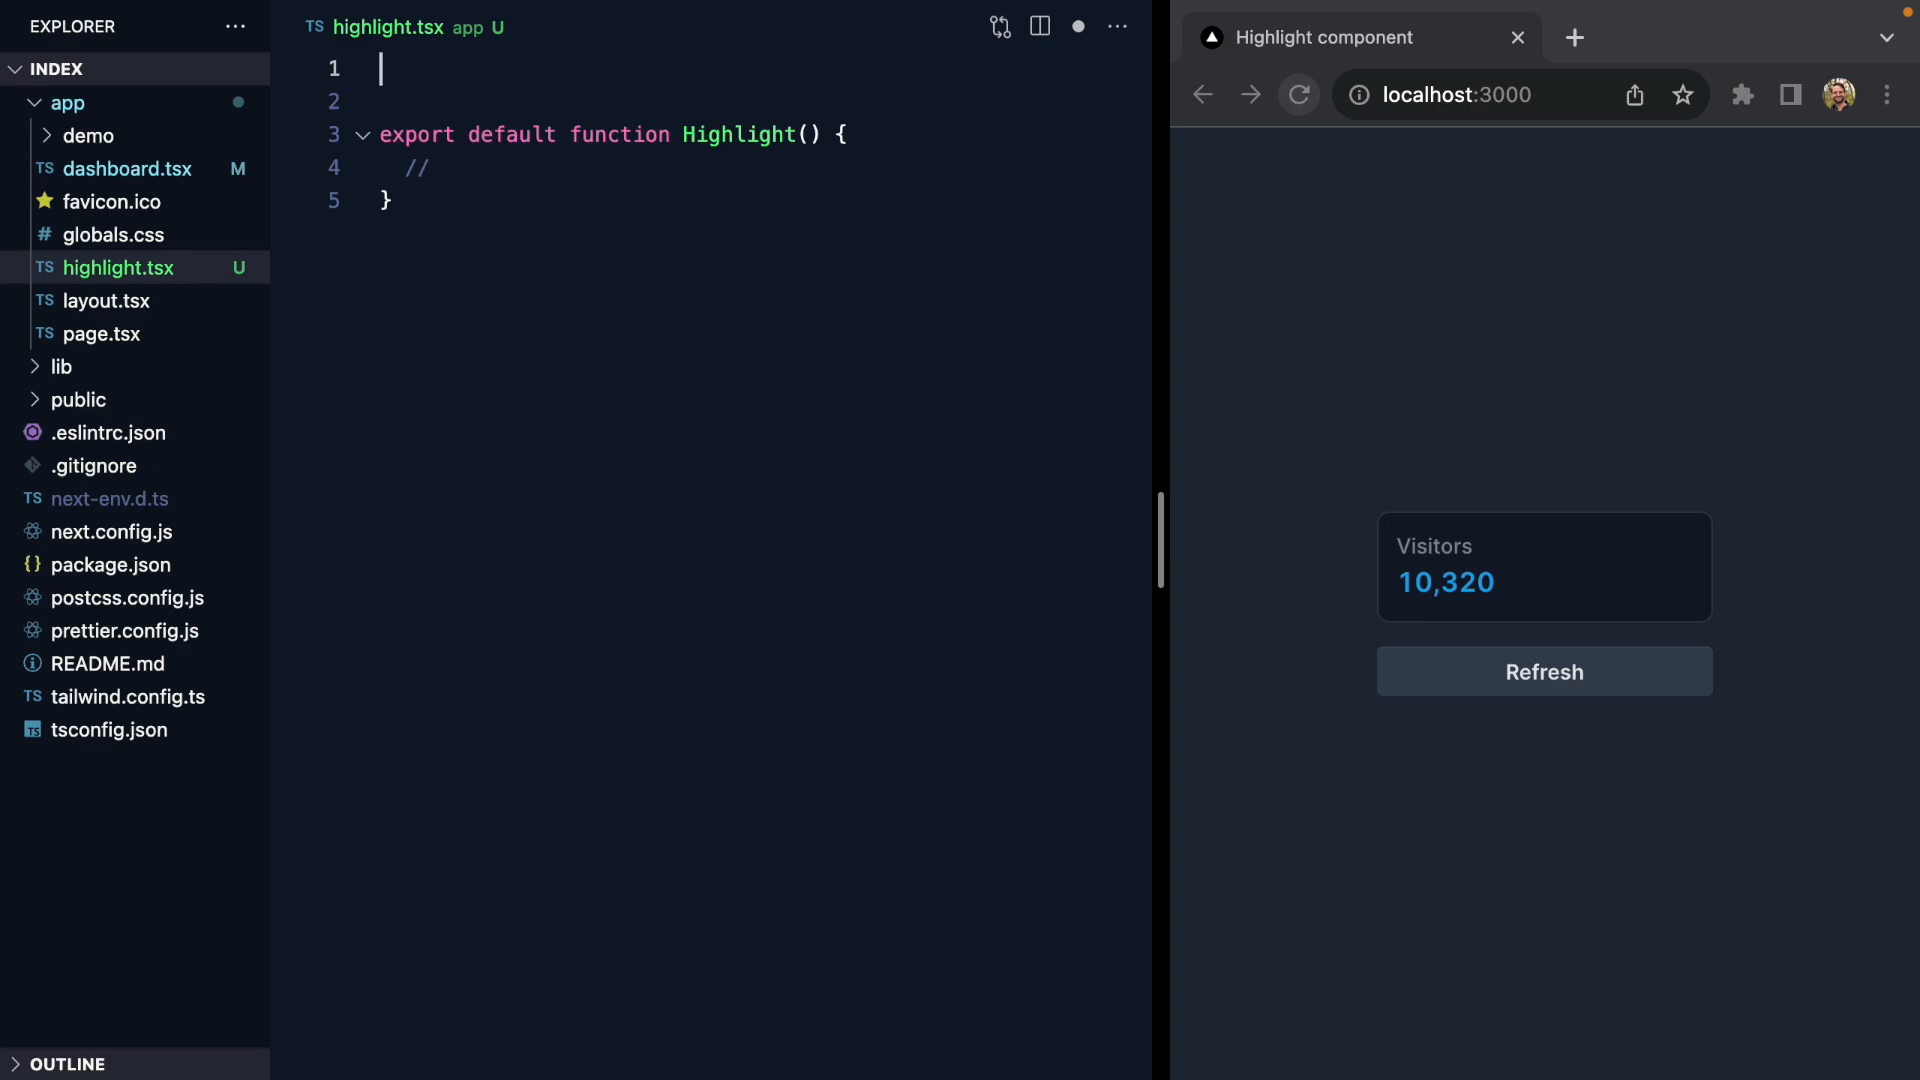 EXPLORER
INDEX
app
demo
TS dashboard.tsx M
favicon.ico
# globals.css
TS highlight.tsx U
TS layout.tsx
TS page.tsx
lib
public
.eslintrc.json
.gitignore
TS next-env.d.ts
next.config.js
{} package.json
postcss.config.js
prettier.config.js
README.md
TS tailwind.config.ts
TS tsconfig.json
OUTLINE
TS highlight.tsx app U
1
2
3 export default function Highlight() {
4 //
5 }
Highlight component
localhost:3000
Visitors
10,320
Refresh